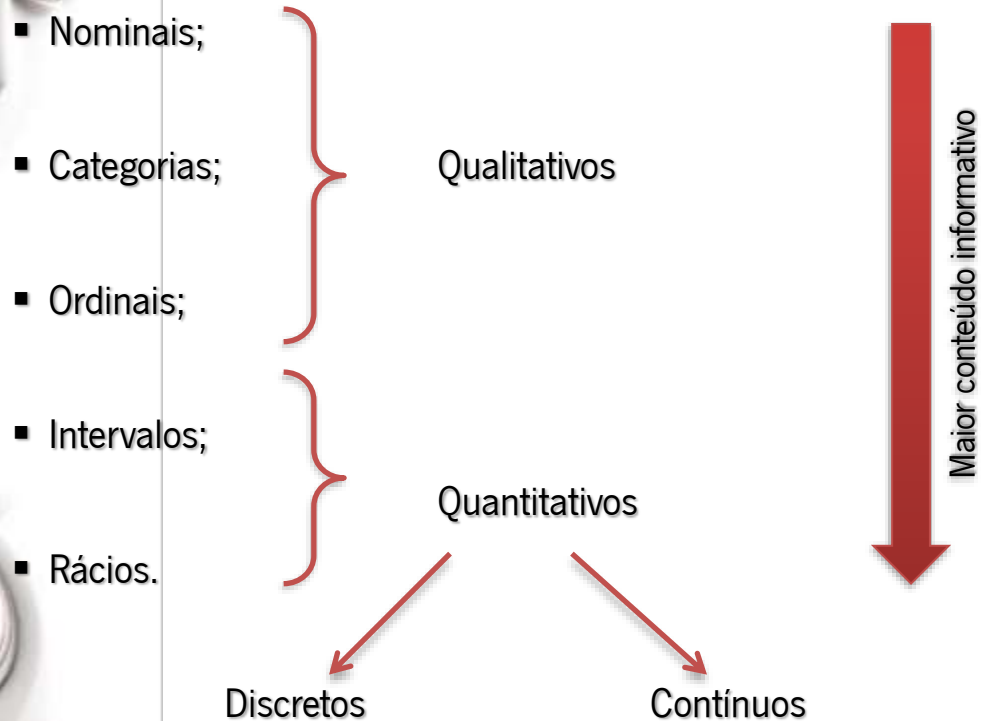 ▪ Nominais;
▪ Categorias;
Qualitativos
▪ Ordinais;
▪ Intervalos;
Quantitativos
▪ Rácios.
Discretos
Contínuos
Maior conteúdo informativo